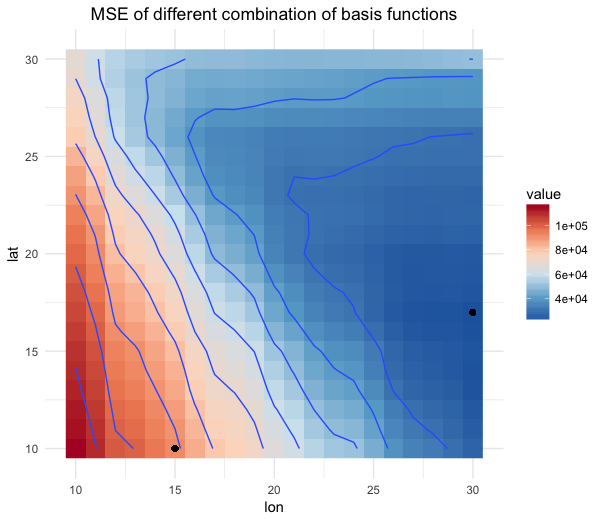 MSE of different combination of basis functions
30
25
20
15
10
lat
10
15
20
25
30
lon
value
1e+05
8e+04
6e+04
4e+04